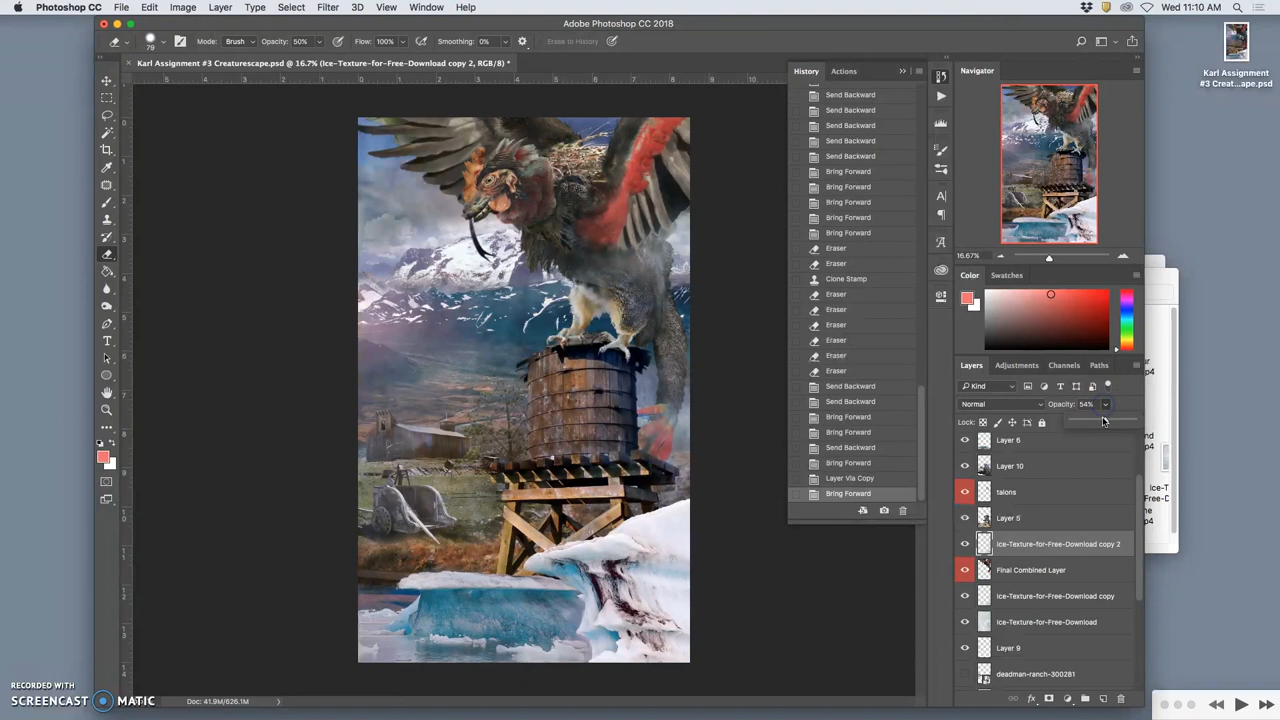 Photoshop CC File Edit Image Layer Type Select Filter 3D View Window Help
Wed 11:10 AM
Adobe Photoshop CC 2018
79 Mode: Brush Opacity: 50% Flow: 100% Smoothing: 0% Erase to History
Karl Assignment #3 Creaturescape.psd @ 16.7% (Ice-Texture-for-Free-Download copy 2, RGB/8) *
Karl Assignment
#3 Creat...ape.psd
History Actions
Send Backward
Send Backward
Send Backward
Send Backward
Send Backward
Bring Forward
Bring Forward
Bring Forward
Bring Forward
Bring Forward
Eraser
Eraser
Clone Stamp
Eraser
Eraser
Eraser
Eraser
Eraser
Eraser
Send Backward
Send Backward
Bring Forward
Bring Forward
Send Backward
Bring Forward
Layer Via Copy
Bring Forward
Navigator
16.67%
Color Swatches
Layers Adjustments Channels Paths
Kind
Normal Opacity: 54%
Lock:
Layer 6
Layer 10
talons
Layer 5
Ice-Texture-for-Free-Download copy 2
Final Combined Layer
Ice-Texture-for-Free-Download copy
Ice-Texture-for-Free-Download
Layer 9
deadman-ranch-300281
Doc: 41.9M/626.1M
RECORDED WITH
SCREENCAST MATIC